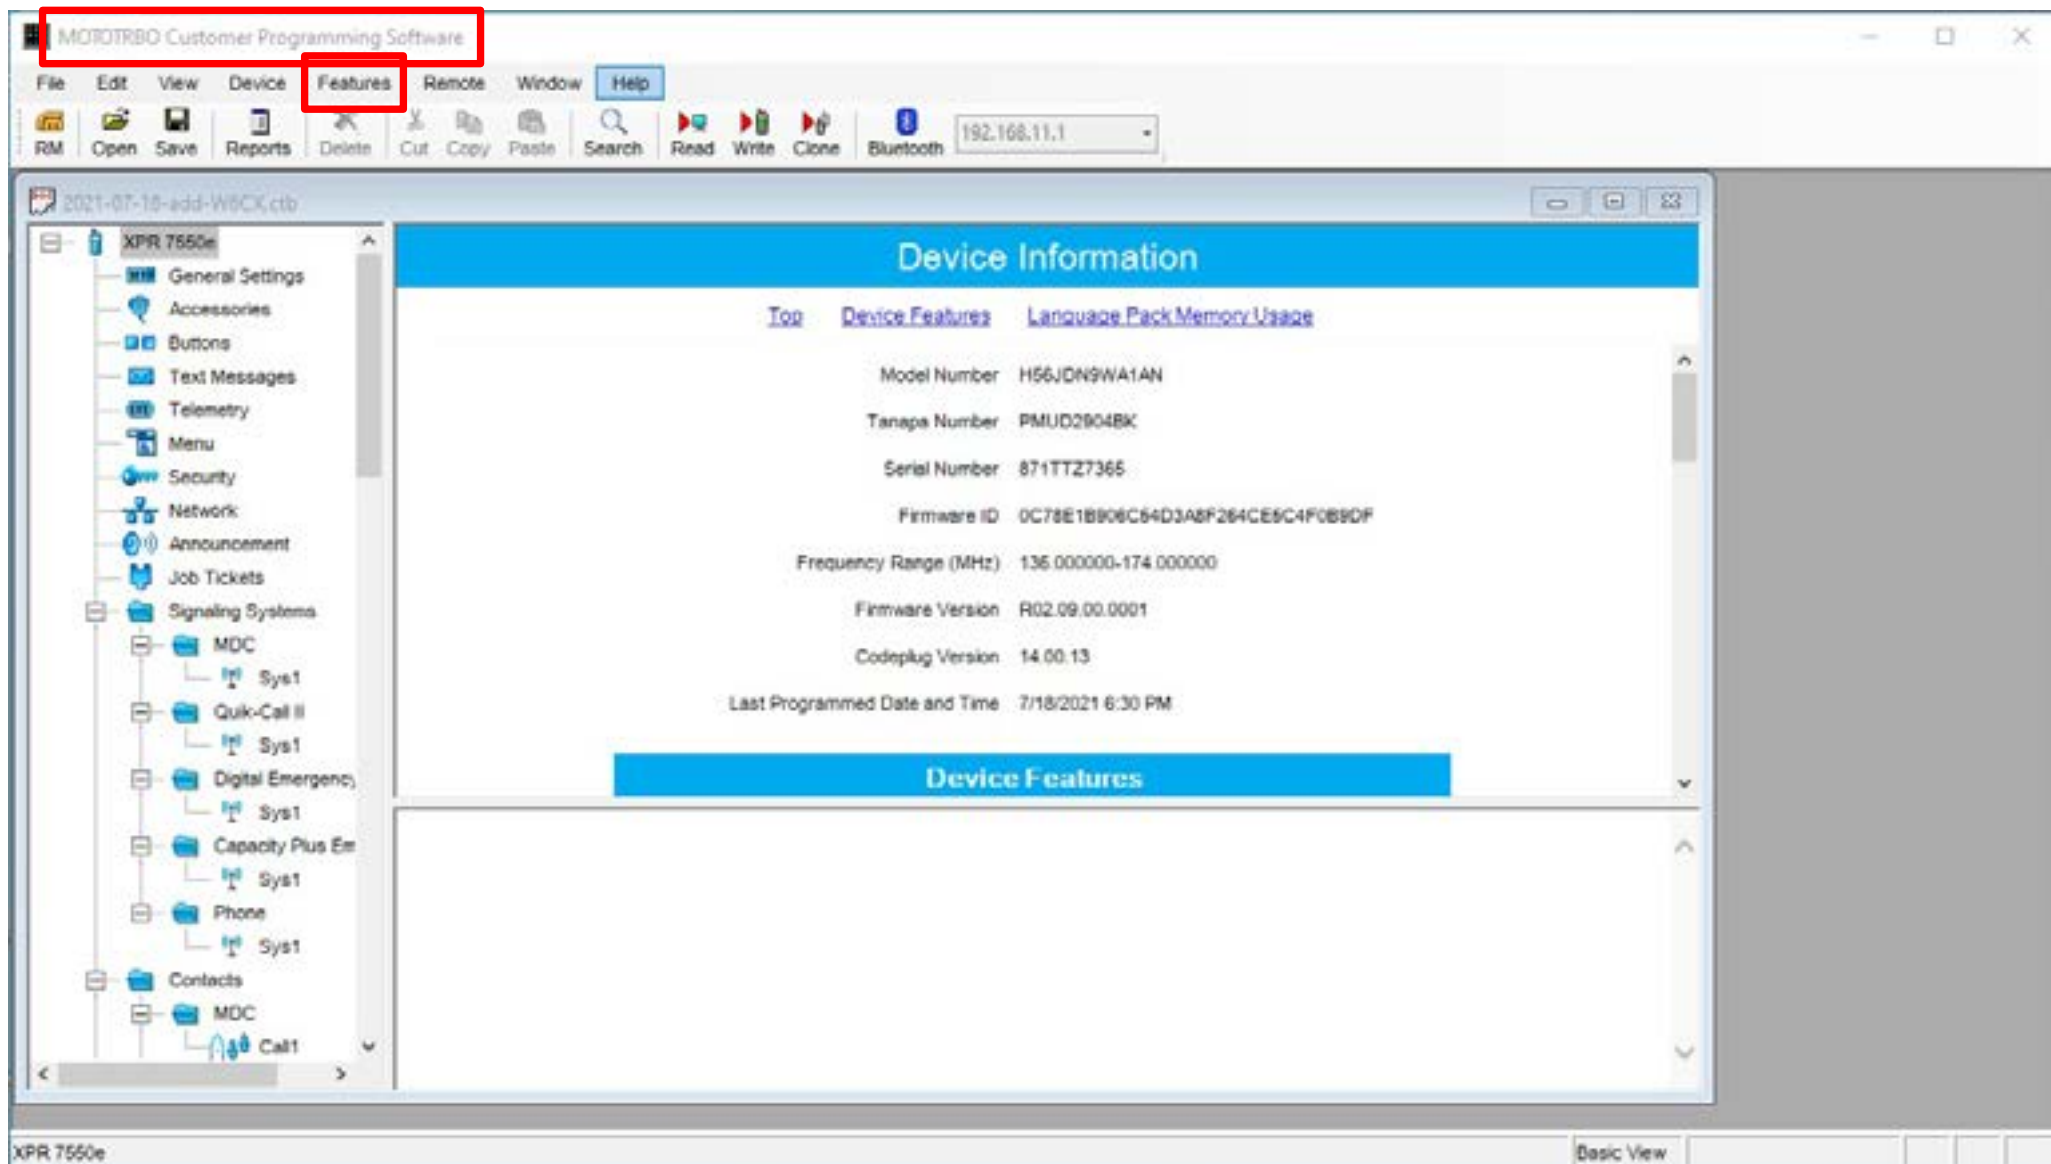 MOTOTRBO Customer Programming Software
File Edit View Device Features Remote Window Help
RM Open Save Reports Delete Cut Copy Paste Search Read Write Clone Bluetooth 192.168.11.1
2021-07-18-add-W6CX.ctb
XPR 7550e
General Settings
Accessories
Buttons
Text Messages
Telemetry
Menu
Security
Network
Announcement
Job Tickets
Signaling Systems
MDC
Sys1
Quik-Call II
Sys1
Digital Emergency
Sys1
Capacity Plus Em
Sys1
Phone
Sys1
Contacts
MDC
Call1
Device Information
Top Device Features Language Pack Memory Usage
Model Number H56JDN9WA1AN
Tanapa Number PMUD2904BK
Serial Number 871TTZ7365
Firmware ID
Frequency Range (MHz) 136.000000-174.000000
Firmware Version R02.09.00.0001
Codeplug Version 14.00.13
Last Programmed Date and Time 7/18/2021 6:30 PM
Device Features
XPR 7550e Basic View